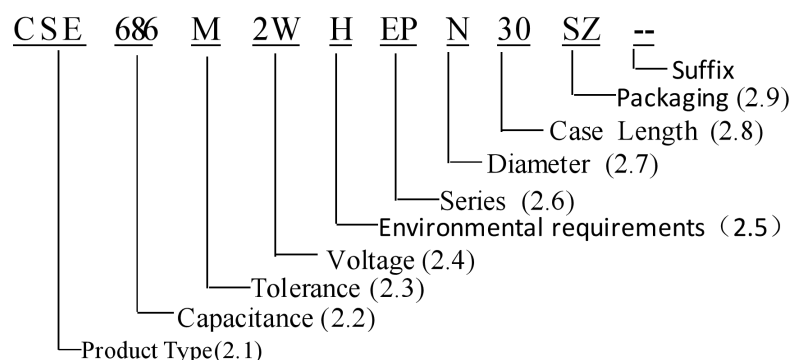 CSE 686 M 2W H EP N 30 SZ --
Suffix
Packaging (2.9)
Case Length (2.8)
Diameter (2.7)
Series (2.6)
Environmental requirements（2.5）
Voltage (2.4)
Tolerance (2.3)
Capacitance (2.2)
Product Type(2.1)